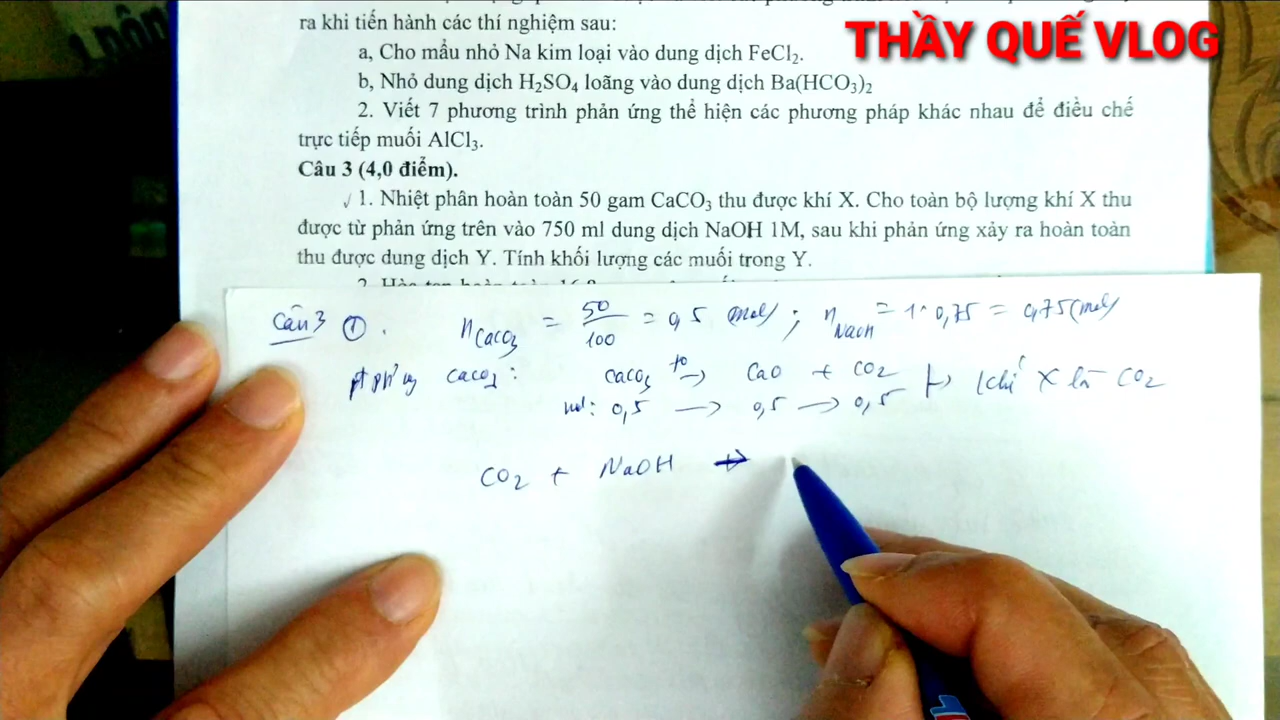 THẦY QUẾ VLOG
ra khi tiến hành các thí nghiệm sau:
a, Cho mẩu nhỏ Na kim loại vào dung dịch FeCl₂.
b, Nhỏ dung dịch H₂SO₄ loãng vào dung dịch Ba(HCO₃)₂
2. Viết 7 phương trình phản ứng thể hiện các phương pháp khác nhau để điều chế
trực tiếp muối AlCl₃.
Câu 3 (4,0 điểm).
1. Nhiệt phân hoàn toàn 50 gam CaCO₃ thu được khí X. Cho toàn bộ lượng khí X thu
được từ phản ứng trên vào 750 ml dung dịch NaOH 1M, sau khi phản ứng xảy ra hoàn toàn
thu được dung dịch Y. Tính khối lượng các muối trong Y.
Câu 3 ①. n CaCO₃ = 50/100 = 0,5 (mol) ; n NaOH = 1.0,75 = 0,75 (mol)
CaCO₃ : CaCO₃ t° → CaO + CO₂ → khí X là CO₂
mol: 0,5 → 0,5 → 0,5
CO₂ + NaOH →